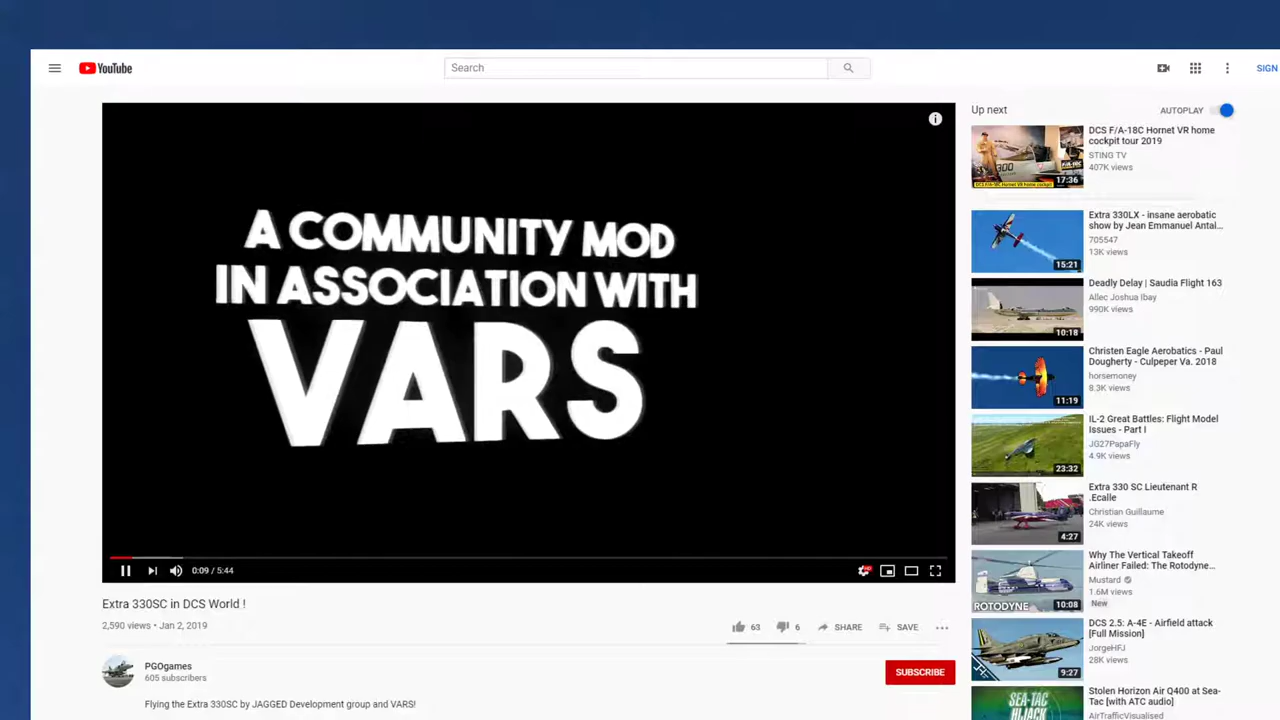 YouTube
Search
SIGN
A COMMUNITY MOD
IN ASSOCIATION WITH
VARS
0:09 / 5:44
HD
Extra 330SC in DCS World !
2,590 views • Jan 2, 2019
63
6
SHARE
SAVE
PGOgames
605 subscribers
SUBSCRIBE
Flying the Extra 330SC by JAGGED Development group and VARS!
Up next
AUTOPLAY
17:36
DCS F/A-18C Hornet VR home
cockpit tour 2019
STING TV
407K views
15:21
Extra 330LX - insane aerobatic
show by Jean Emmanuel Antal...
705547
13K views
10:18
Deadly Delay | Saudia Flight 163
Allec Joshua Ibay
990K views
11:19
Christen Eagle Aerobatics - Paul
Dougherty - Culpeper Va. 2018
horsemoney
8.3K views
23:32
IL-2 Great Battles: Flight Model
Issues - Part I
JG27PapaFly
4.9K views
4:27
Extra 330 SC Lieutenant R
.Ecalle
Christian Guillaume
24K views
ROTODYNE
10:08
Why The Vertical Takeoff
Airliner Failed: The Rotodyne...
Mustard
1.6M views
New
9:27
DCS 2.5: A-4E - Airfield attack
[Full Mission]
JorgeHFJ
28K views
SEA-TAC
HIJACK
Stolen Horizon Air Q400 at Sea-
Tac [with ATC audio]
AirTrafficVisualised